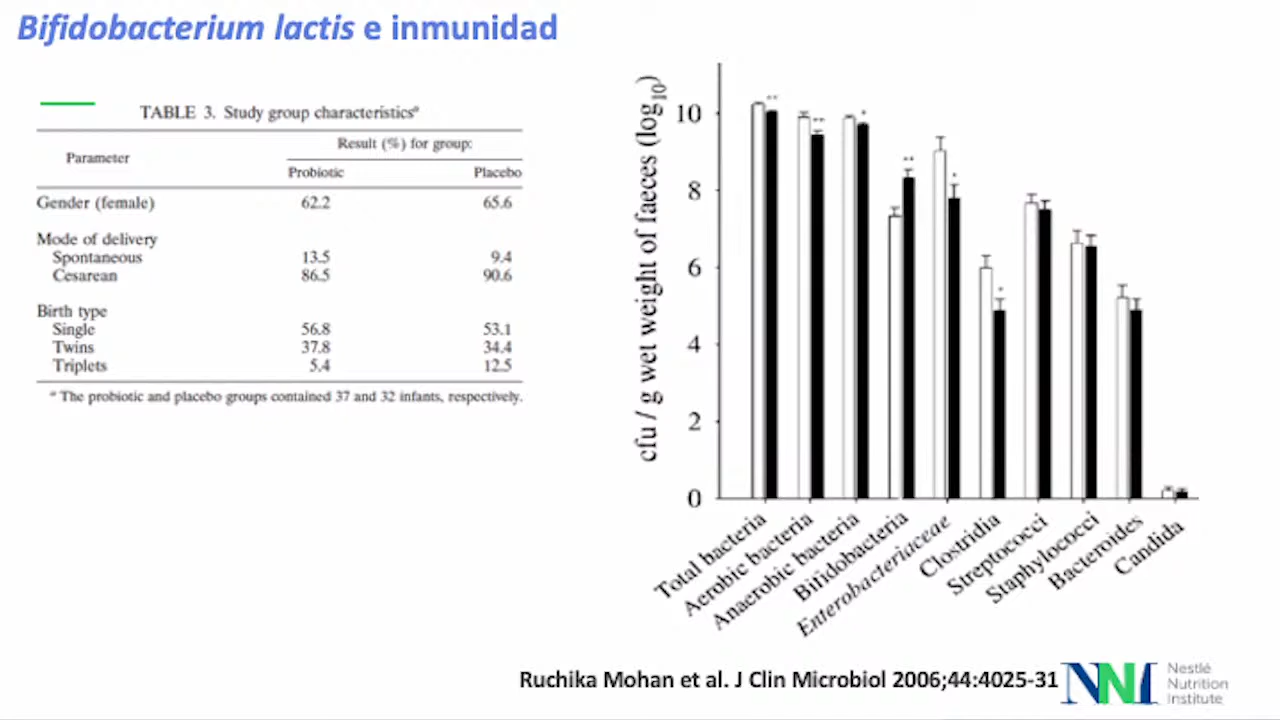 Bifidobacterium lactis e inmunidad
TABLE 3. Study group characteristicsᵃ
Parameter
Result (%) for group:
Probiotic Placebo
Gender (female) 62.2 65.6
Mode of delivery
Spontaneous 13.5 9.4
Cesarean 86.5 90.6
Birth type
Single 56.8 53.1
Twins 37.8 34.4
Triplets 5.4 12.5
ᵃ The probiotic and placebo groups contained 37 and 32 infants, respectively.
cfu / g wet weight of faeces (log10)
10
8
6
4
2
0
**
**
*
**
*
*
Total bacteria
Aerobic bacteria
Anaerobic bacteria
Bifidobacteria
Enterobacteriaceae
Clostridia
Streptococci
Staphylococci
Bacteroides
Candida
Ruchika Mohan et al. J Clin Microbiol 2006;44:4025-31
NNI
Nestlé
Nutrition
Institute